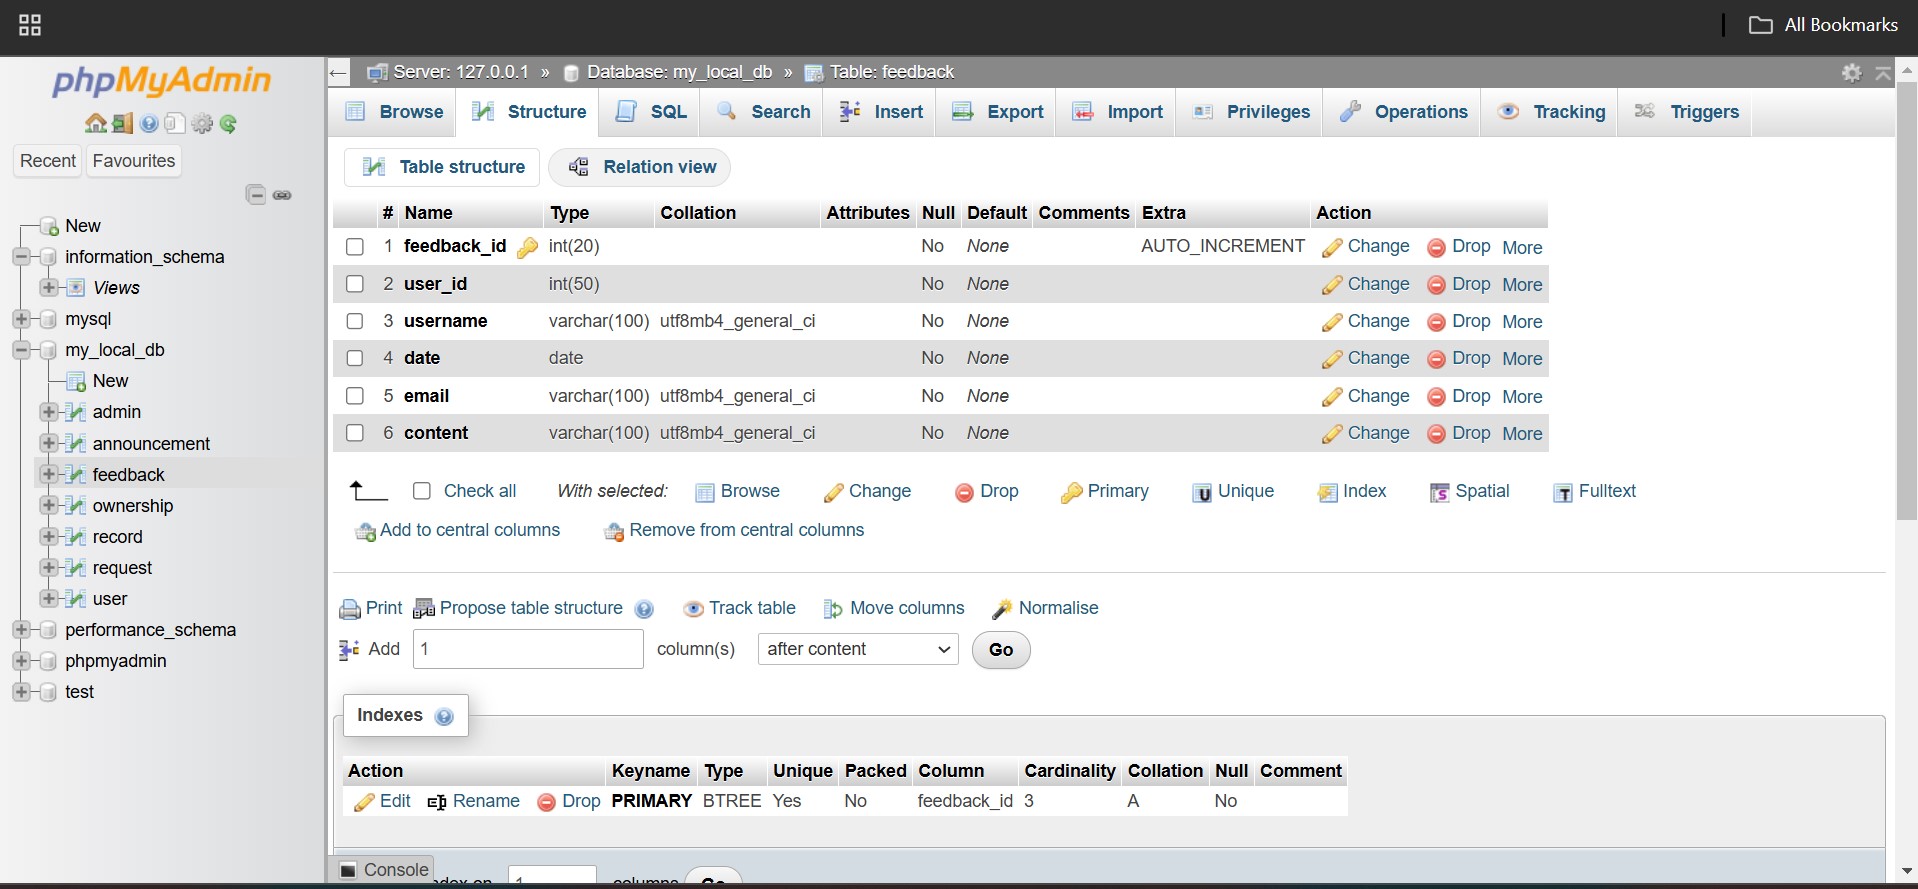 All Bookmarks
phpMyAdmin
Recent Favourites
New
information_schema
Views
mysql
my_local_db
New
admin
announcement
feedback
ownership
record
request
user
performance_schema
phpmyadmin
test
Server: 127.0.0.1 » Database: my_local_db » Table: feedback
Browse Structure SQL Search Insert Export Import Privileges Operations Tracking Triggers
Table structure Relation view
# Name Type Collation Attributes Null Default Comments Extra Action
1 feedback_id int(20) No None AUTO_INCREMENT Change Drop More
2 user_id int(50) No None Change Drop More
3 username varchar(100) utf8mb4_general_ci No None Change Drop More
4 date date No None Change Drop More
5 email varchar(100) utf8mb4_general_ci No None Change Drop More
6 content varchar(100) utf8mb4_general_ci No None Change Drop More
Check all With selected: Browse Change Drop Primary Unique Index Spatial Fulltext
Add to central columns Remove from central columns
Print Propose table structure Track table Move columns Normalise
Add 1 column(s) after content Go
Indexes
Action Keyname Type Unique Packed Column Cardinality Collation Null Comment
Edit Rename Drop PRIMARY BTREE Yes No feedback_id 3 A No
Console
columns Go